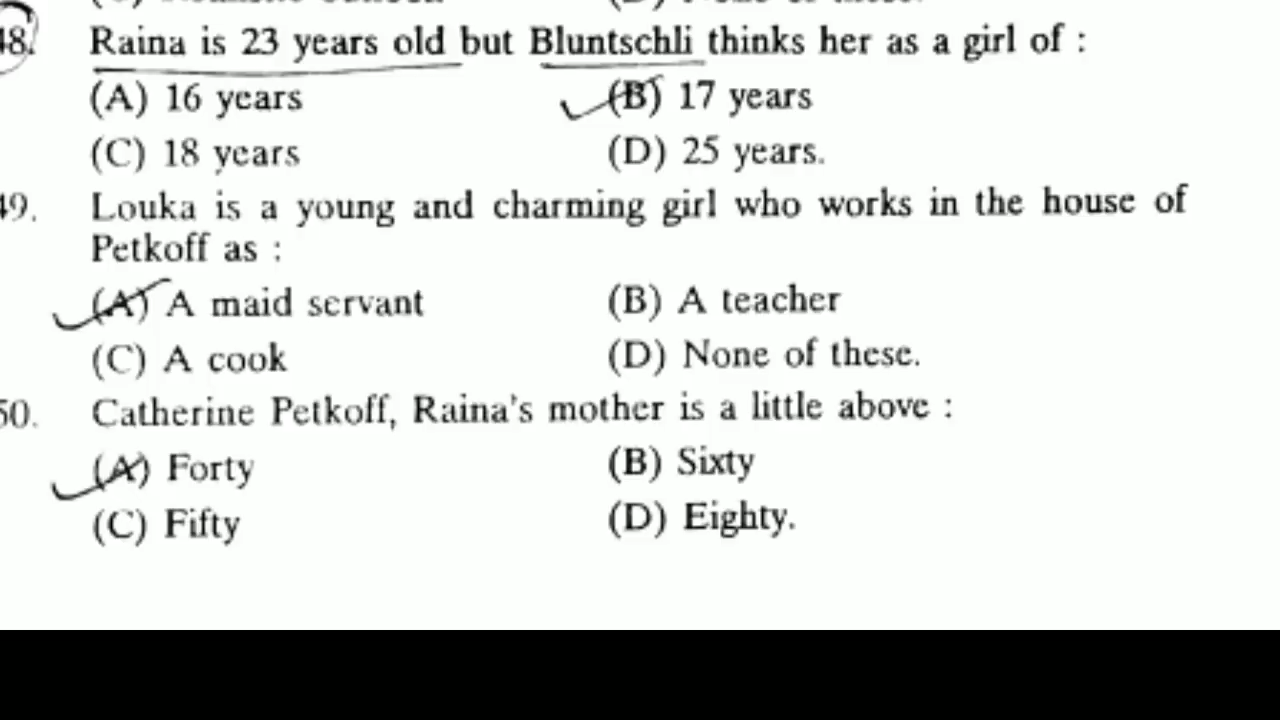 48. Raina is 23 years old but Bluntschli thinks her as a girl of :
(A) 16 years (B) 17 years
(C) 18 years (D) 25 years.
49. Louka is a young and charming girl who works in the house of
Petkoff as :
(A) A maid servant (B) A teacher
(C) A cook (D) None of these.
50. Catherine Petkoff, Raina's mother is a little above :
(A) Forty (B) Sixty
(C) Fifty (D) Eighty.